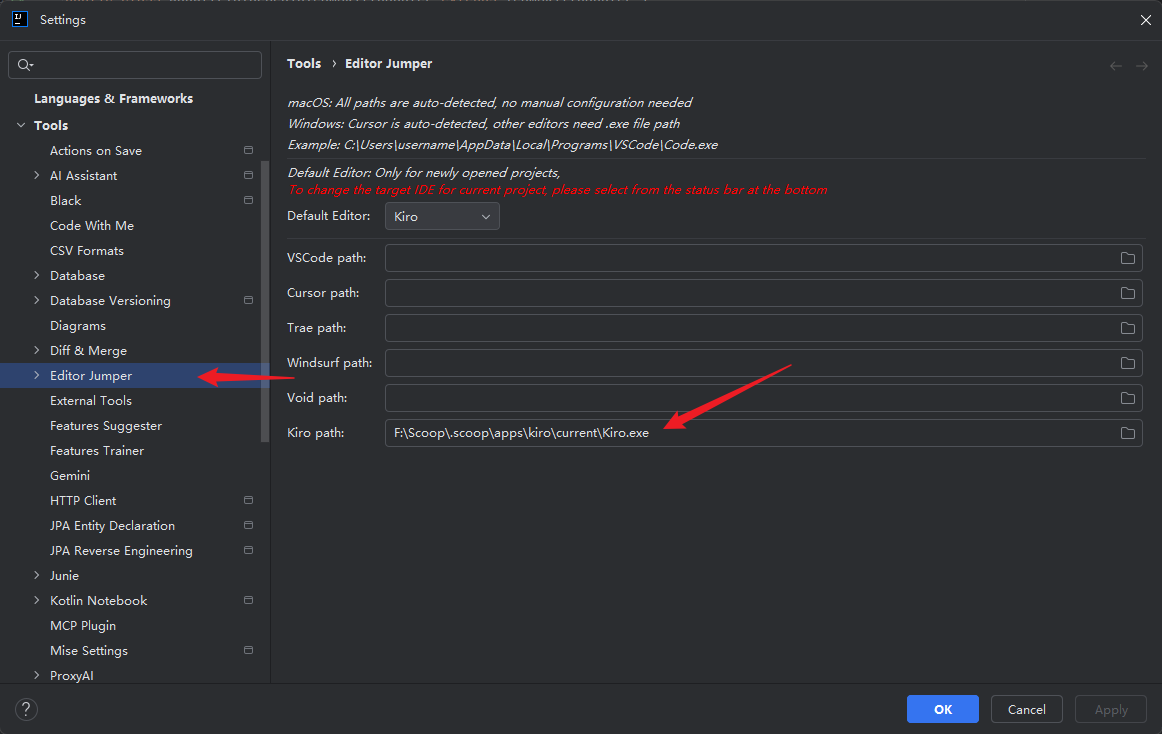 Settings
Languages & Frameworks
Tools
Actions on Save
AI Assistant
Black
Code With Me
CSV Formats
Database
Database Versioning
Diagrams
Diff & Merge
Editor Jumper
External Tools
Features Suggester
Features Trainer
Gemini
HTTP Client
JPA Entity Declaration
JPA Reverse Engineering
Junie
Kotlin Notebook
MCP Plugin
Mise Settings
ProxyAI
Tools › Editor Jumper
macOS: All paths are auto-detected, no manual configuration needed
Windows: Cursor is auto-detected, other editors need .exe file path
Example: C:\Users\username\AppData\Local\Programs\VSCode\Code.exe
Default Editor: Only for newly opened projects,
To change the target IDE for current project, please select from the status bar at the bottom
Default Editor: Kiro
VSCode path:
Cursor path:
Trae path:
Windsurf path:
Void path:
Kiro path: F:\Scoop\.scoop\apps\kiro\current\Kiro.exe
?
OK Cancel Apply